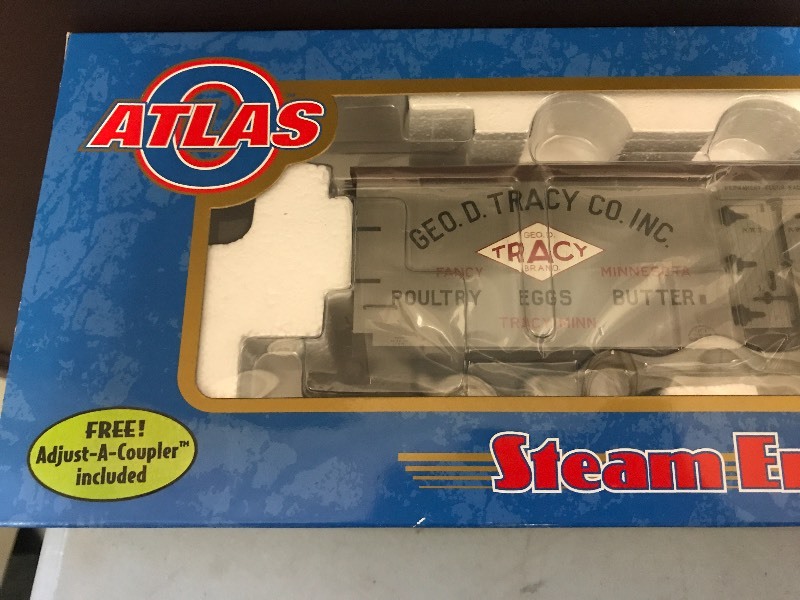 ATLAS
O
GEO. D. TRACY CO. INC.
GEO. D.
TRACY
BRAND
FANCY MINNESOTA
POULTRY EGGS BUTTER
TRACY MINN.
FREE!
Adjust-A-Coupler™
included
Steam Er